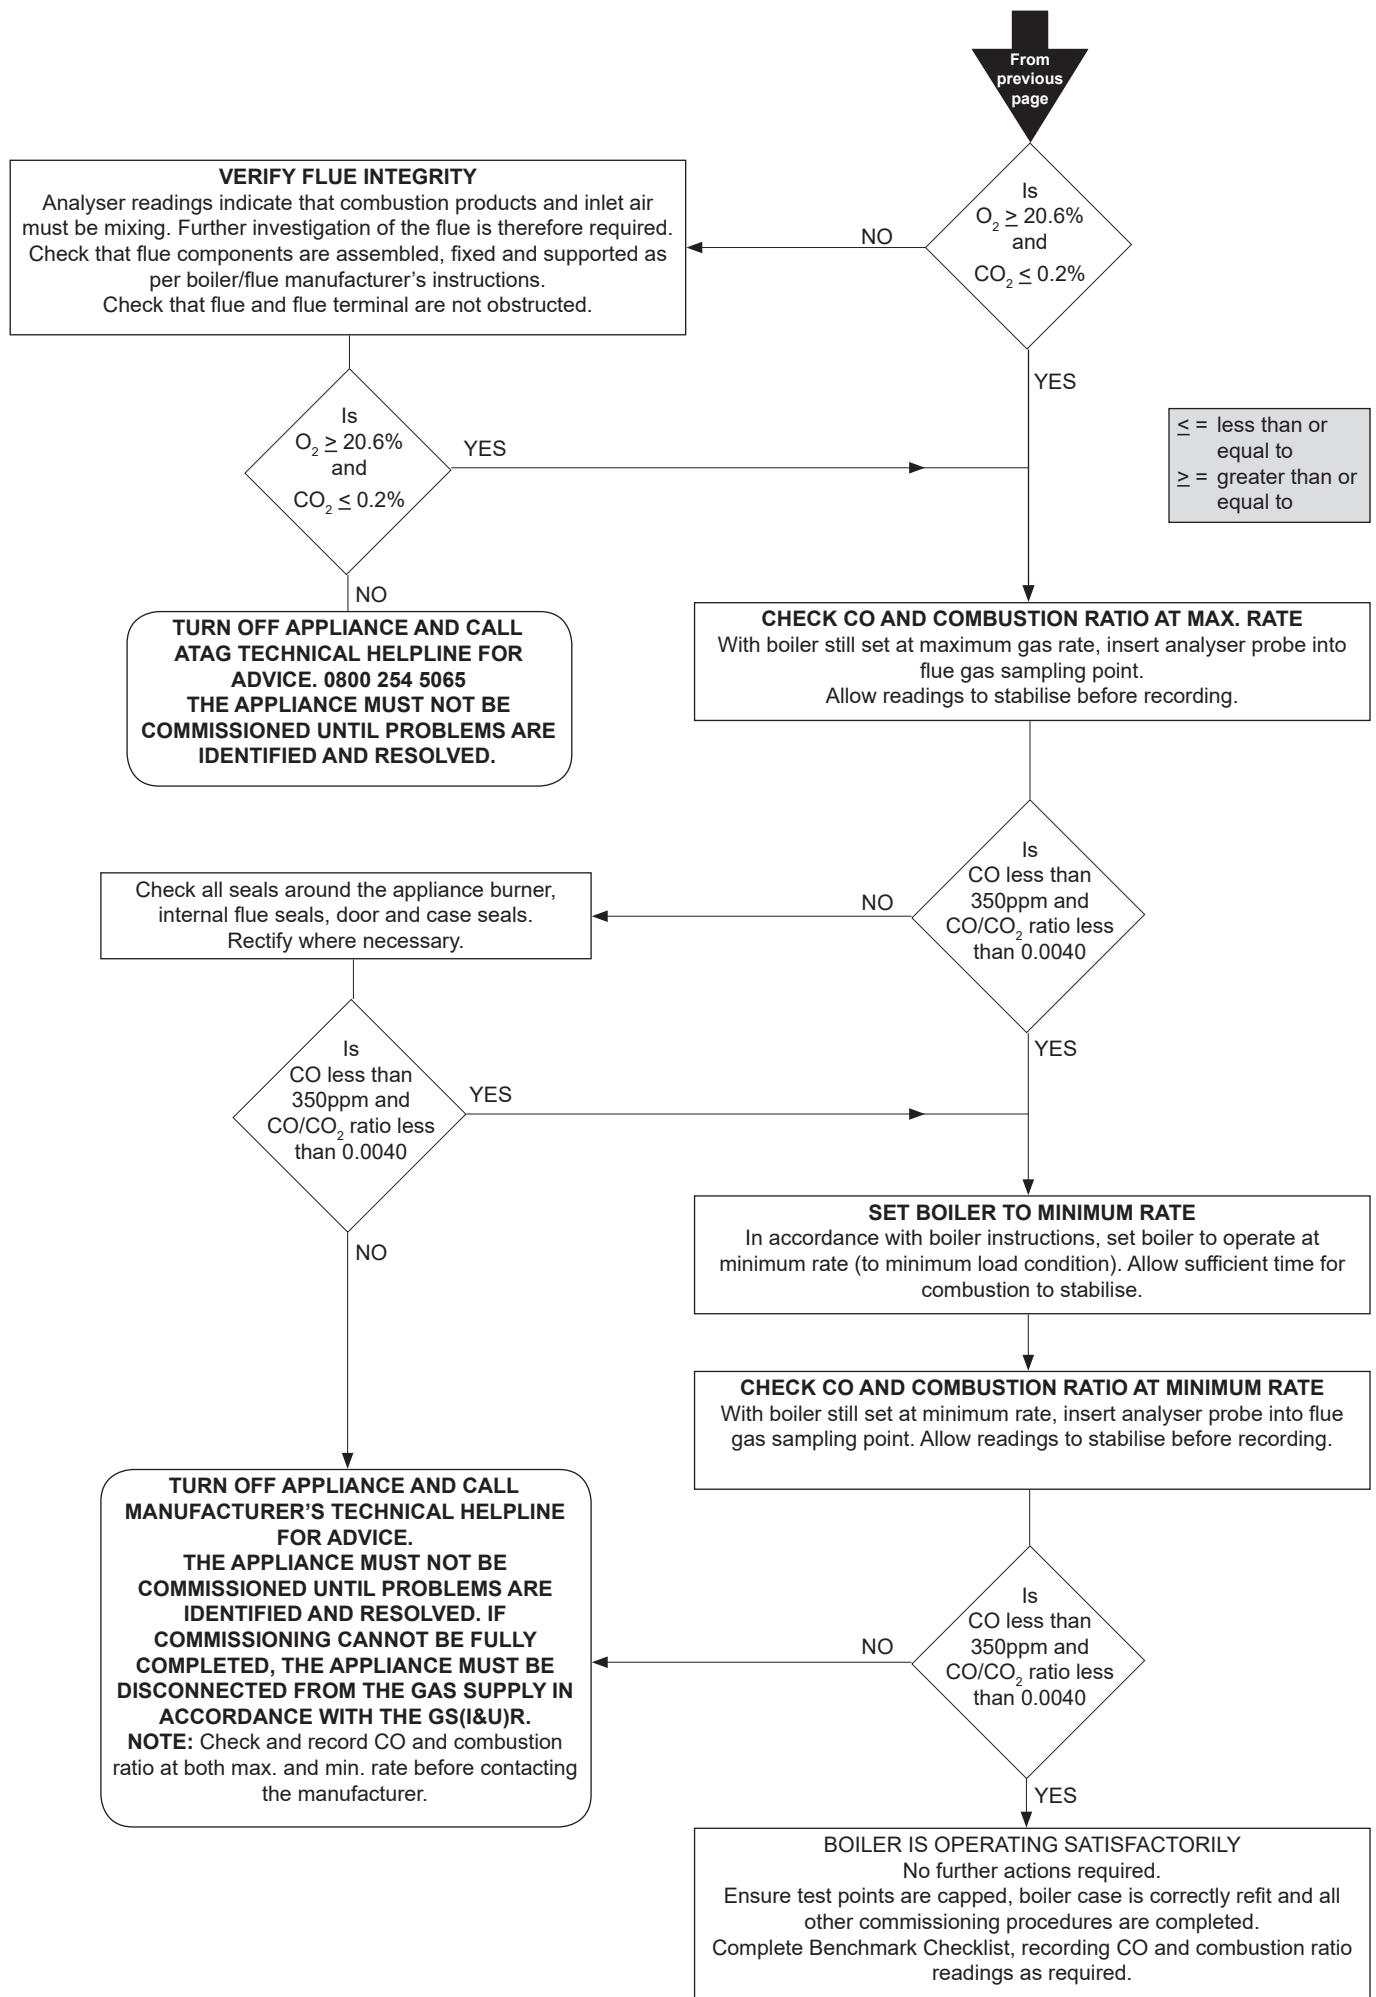 From
previous
page
Is
O₂ ≥ 20.6%
and
CO₂ ≤ 0.2%
NO
YES
VERIFY FLUE INTEGRITY
Analyser readings indicate that combustion products and inlet air
must be mixing. Further investigation of the flue is therefore required.
Check that flue components are assembled, fixed and supported as
per boiler/flue manufacturer’s instructions.
Check that flue and flue terminal are not obstructed.
Is
O₂ ≥ 20.6%
and
CO₂ ≤ 0.2%
YES
NO
≤ = less than or
equal to
≥ = greater than or
equal to
TURN OFF APPLIANCE AND CALL
ATAG TECHNICAL HELPLINE FOR
ADVICE. 0800 254 5065
THE APPLIANCE MUST NOT BE
COMMISSIONED UNTIL PROBLEMS ARE
IDENTIFIED AND RESOLVED.
CHECK CO AND COMBUSTION RATIO AT MAX. RATE
With boiler still set at maximum gas rate, insert analyser probe into
flue gas sampling point.
Allow readings to stabilise before recording.
Is
CO less than
350ppm and
CO/CO₂ ratio less
than 0.0040
NO
YES
Check all seals around the appliance burner,
internal flue seals, door and case seals.
Rectify where necessary.
Is
CO less than
350ppm and
CO/CO₂ ratio less
than 0.0040
YES
NO
SET BOILER TO MINIMUM RATE
In accordance with boiler instructions, set boiler to operate at
minimum rate (to minimum load condition). Allow sufficient time for
combustion to stabilise.
CHECK CO AND COMBUSTION RATIO AT MINIMUM RATE
With boiler still set at minimum rate, insert analyser probe into flue
gas sampling point. Allow readings to stabilise before recording.
TURN OFF APPLIANCE AND CALL
MANUFACTURER’S TECHNICAL HELPLINE
FOR ADVICE.
THE APPLIANCE MUST NOT BE
COMMISSIONED UNTIL PROBLEMS ARE
IDENTIFIED AND RESOLVED. IF
COMMISSIONING CANNOT BE FULLY
COMPLETED, THE APPLIANCE MUST BE
DISCONNECTED FROM THE GAS SUPPLY IN
ACCORDANCE WITH THE GS(I&U)R.
NOTE: Check and record CO and combustion
ratio at both max. and min. rate before contacting
the manufacturer.
Is
CO less than
350ppm and
CO/CO₂ ratio less
than 0.0040
NO
YES
BOILER IS OPERATING SATISFACTORILY
No further actions required.
Ensure test points are capped, boiler case is correctly refit and all
other commissioning procedures are completed.
Complete Benchmark Checklist, recording CO and combustion ratio
readings as required.